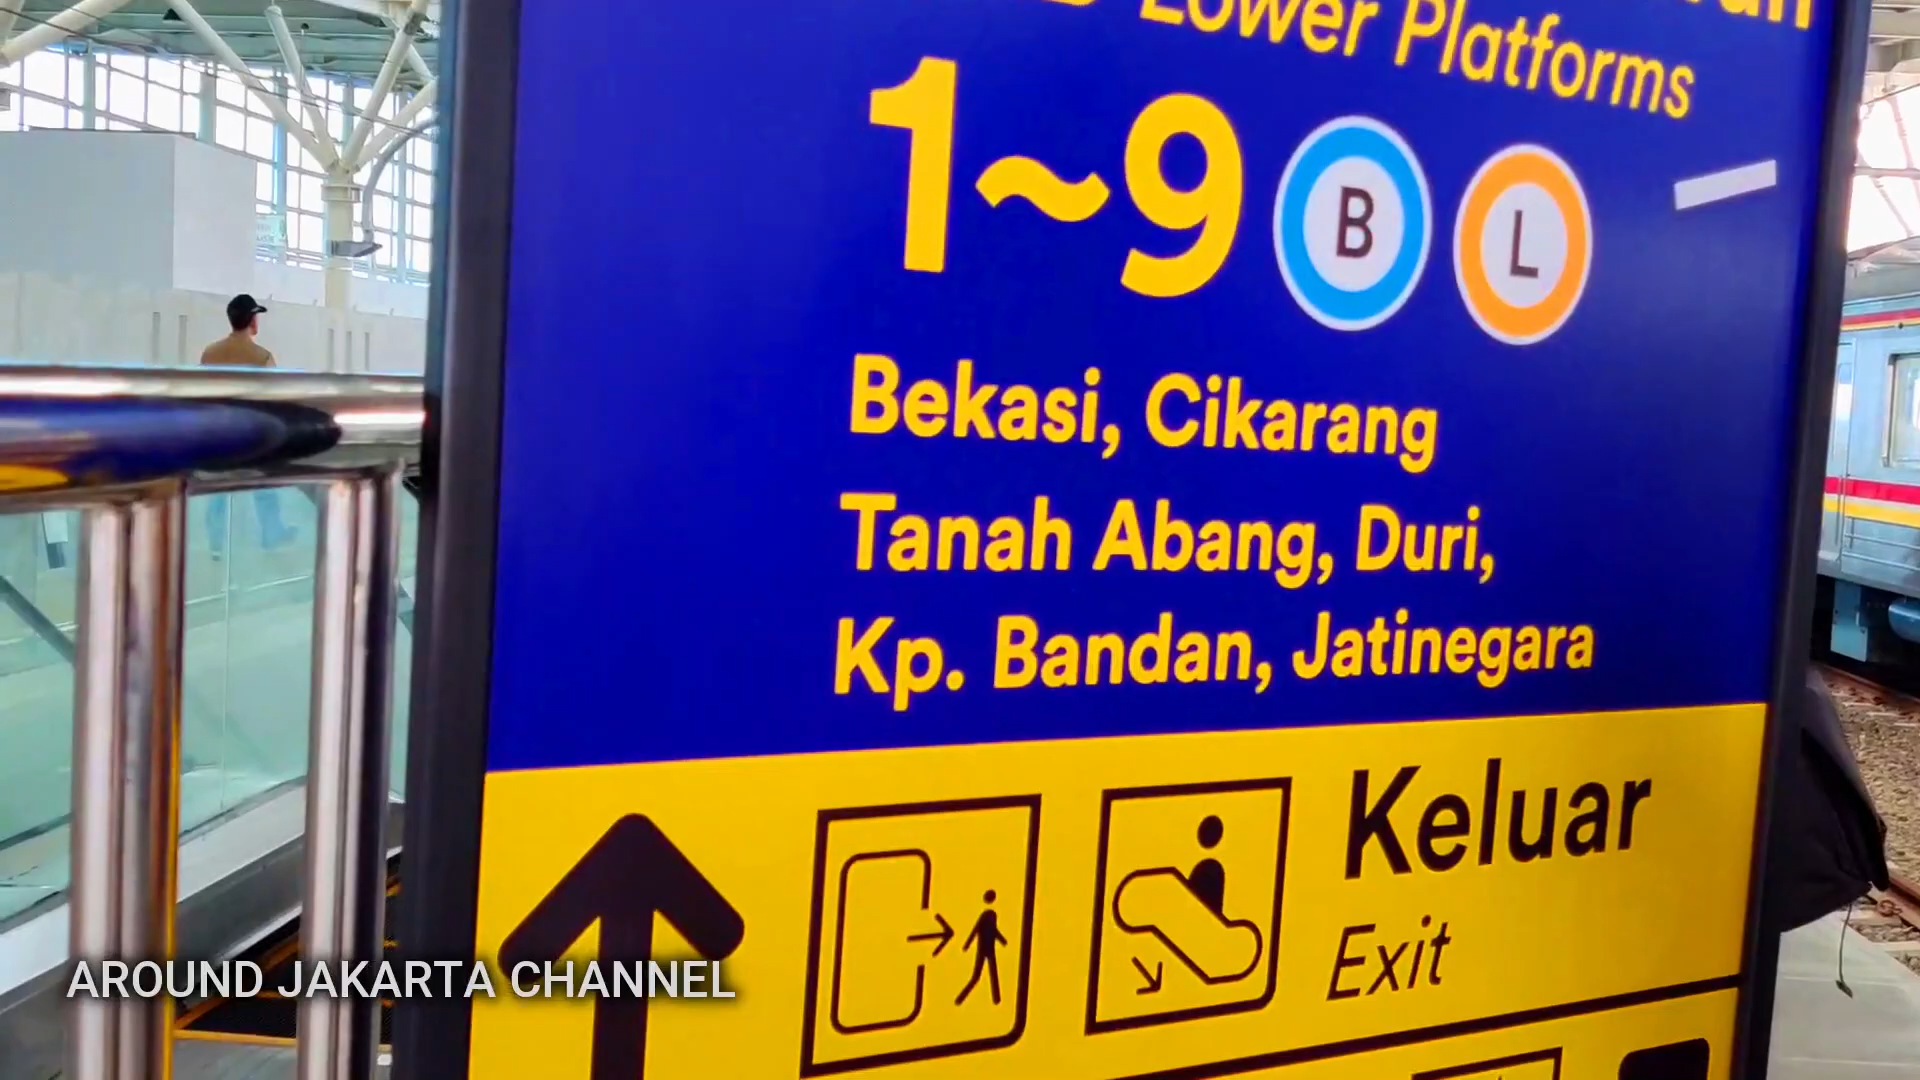 Lower Platforms
1~9 B L
Bekasi, Cikarang
Tanah Abang, Duri,
Kp. Bandan, Jatinegara
Keluar
Exit
AROUND JAKARTA CHANNEL